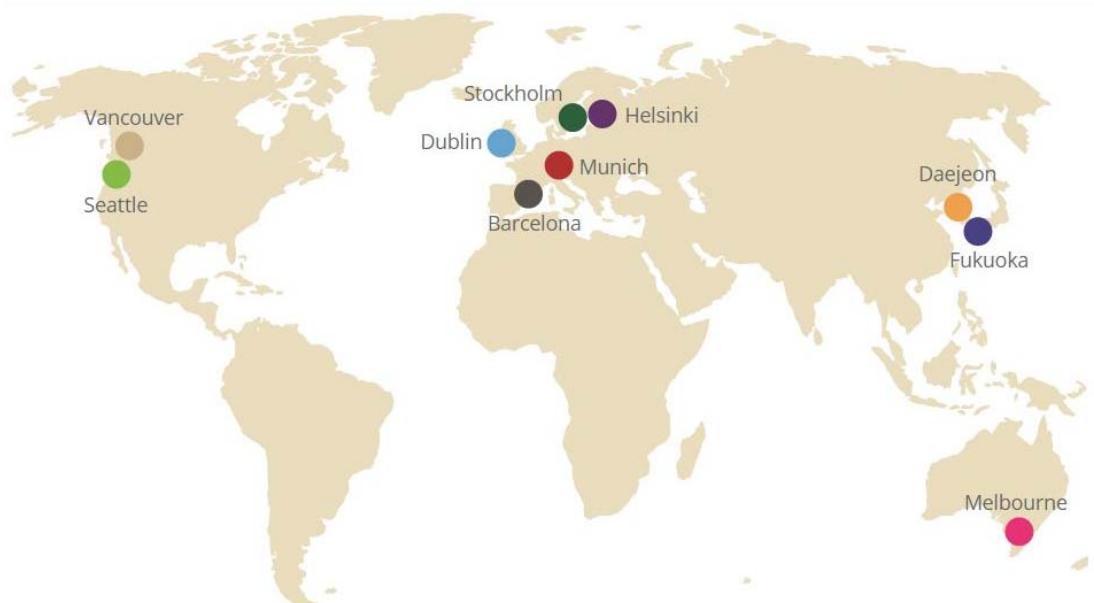 Stockholm
Vancouver
Helsinki
Dublin
Munich
Daejeon
Seattle
Barcelona
Fukuoka
Melbourne